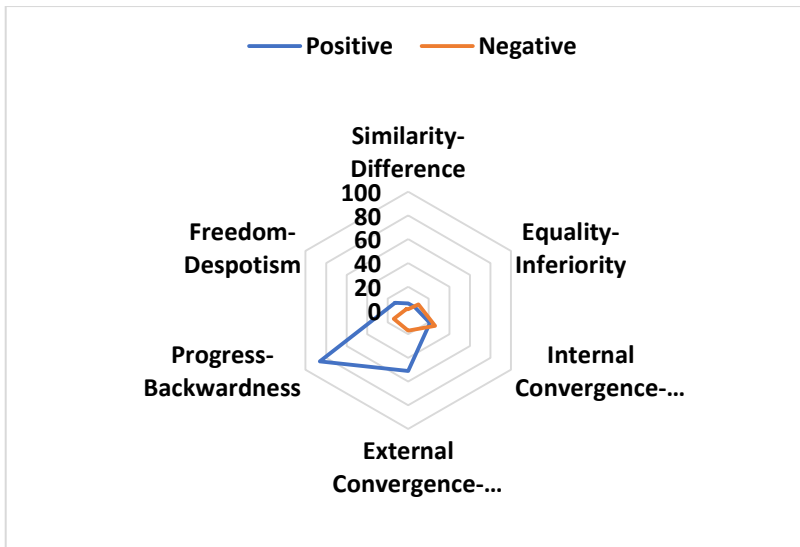 Positive Negative
Similarity-
Difference
100
80
60
40
20
0
Equality-
Inferiority
Internal
Convergence-...
External
Convergence-...
Progress-
Backwardness
Freedom-
Despotism